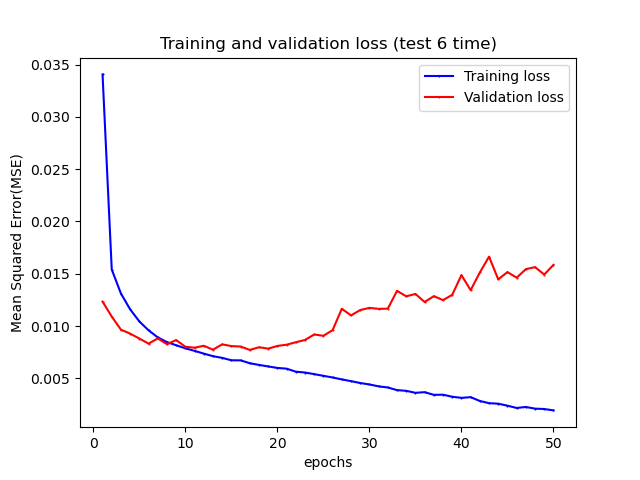 Training and validation loss (test 6 time)
0.035
0.030
0.025
0.020
0.015
0.010
0.005
Mean Squared Error(MSE)
Training loss
Validation loss
0
10
20
30
40
50
epochs